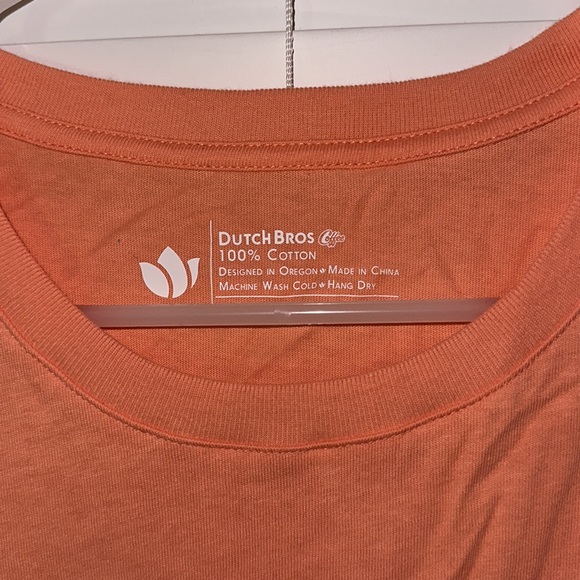 DUTCH BROS Coffee
100% COTTON
DESIGNED IN OREGON MADE IN CHINA
MACHINE WASH COLD HANG DRY